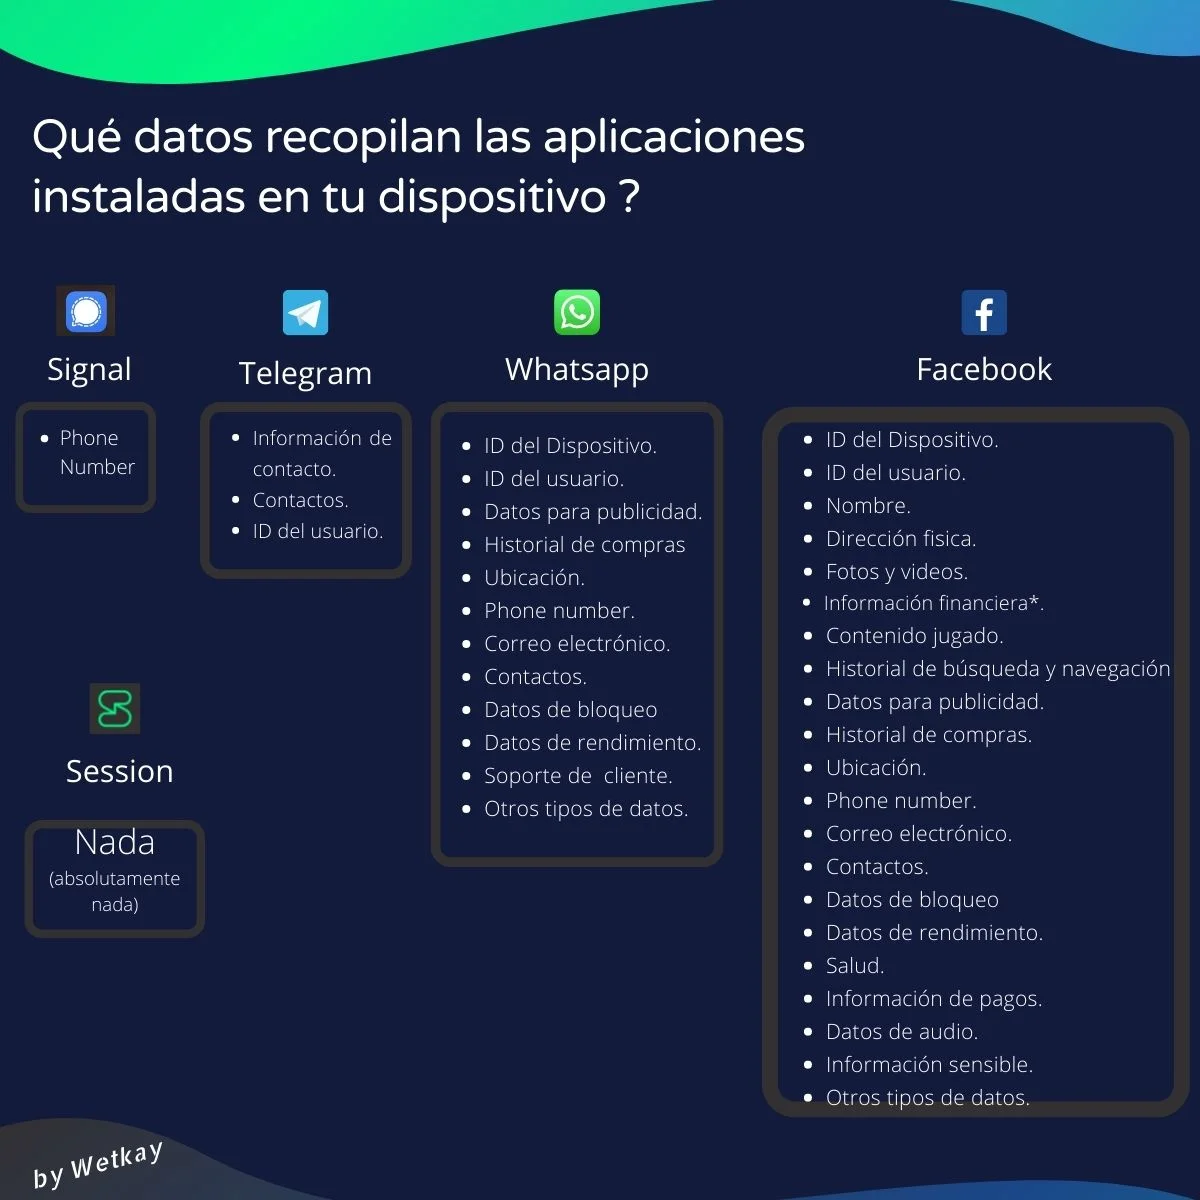 Qué datos recopilan las aplicaciones
instaladas en tu dispositivo ?
Signal
Phone
Number
Telegram
Información de
contacto.
Contactos.
ID del usuario.
Whatsapp
ID del Dispositivo.
ID del usuario.
Datos para publicidad.
Historial de compras
Ubicación.
Phone number.
Correo electrónico.
Contactos.
Datos de bloqueo
Datos de rendimiento.
Soporte de  cliente.
Otros tipos de datos.
Facebook
ID del Dispositivo.
ID del usuario.
Nombre.
Dirección fisica.
Fotos y videos.
Información financiera*.
Contenido jugado.
Historial de búsqueda y navegación
Datos para publicidad.
Historial de compras.
Ubicación.
Phone number.
Correo electrónico.
Contactos.
Datos de bloqueo
Datos de rendimiento.
Salud.
Información de pagos.
Datos de audio.
Información sensible.
Otros tipos de datos.
Session
Nada
(absolutamente
nada)
by Wetkay